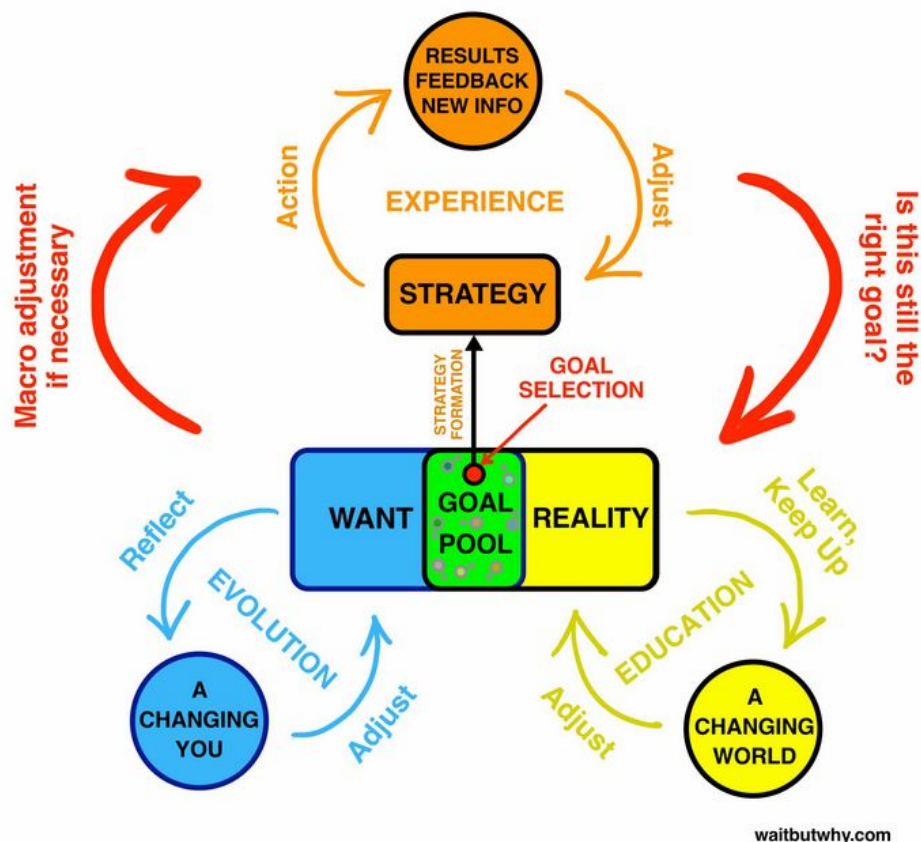 RESULTS
FEEDBACK
NEW INFO
Action
EXPERIENCE
Adjust
STRATEGY
Macro adjustment
if necessary
Is this still the
right goal?
STRATEGY
FORMATION
GOAL
SELECTION
WANT
GOAL
POOL
REALITY
Reflect
EVOLUTION
Adjust
A
CHANGING
YOU
Learn,
Keep Up
EDUCATION
Adjust
A
CHANGING
WORLD
waitbutwhy.com